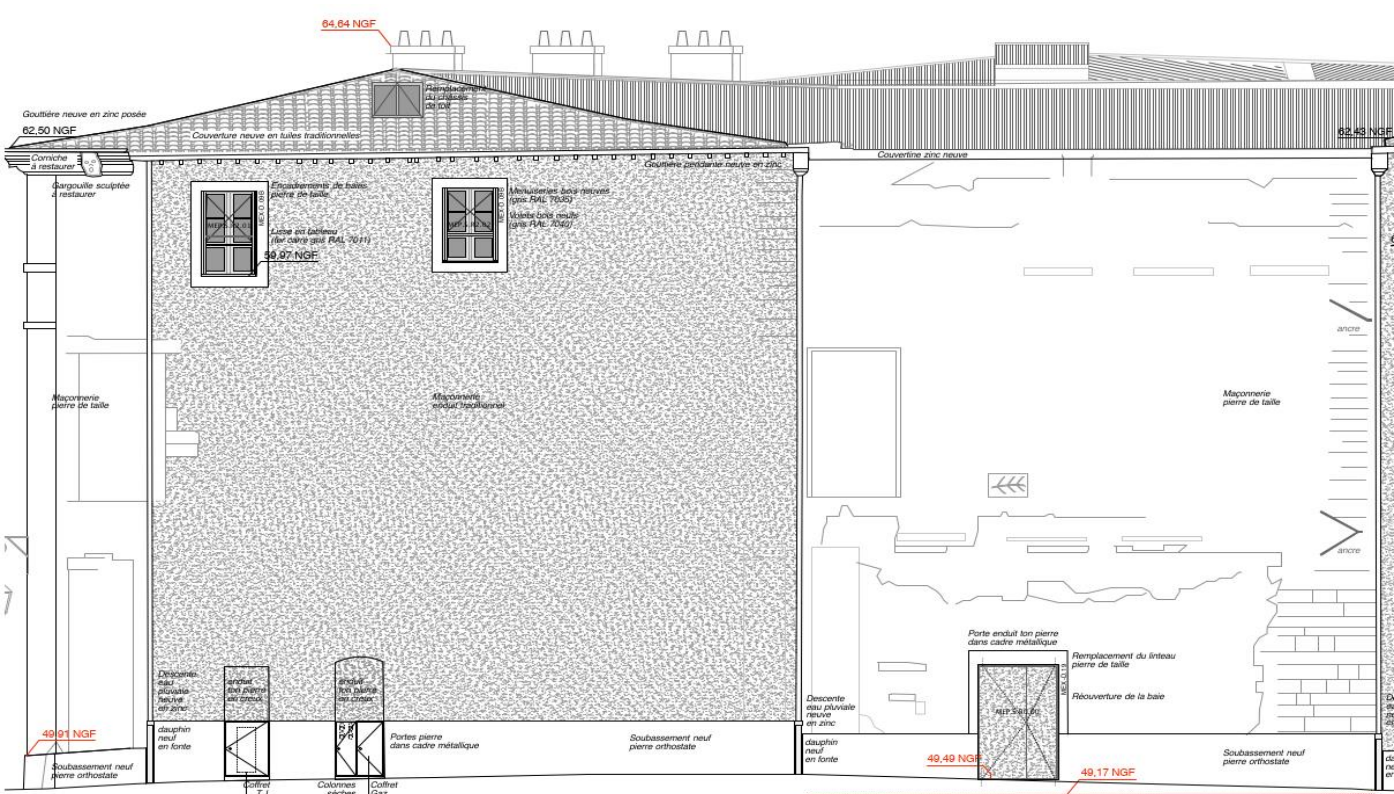 64,64 NGF
Remplacement
du châssis
de toit
Gouttière neuve en zinc posée
62,50 NGF
Couverture neuve en tuiles traditionnelles
62,43 NGF
Corniche
à restaurer
Gouttière pendante neuve en zinc
Couvertine zinc neuve
Gargouille sculptée
à restaurer
Encadrements de baies
pierre de taille
Menuiseries bois neuves
(gris RAL 7035)
Volets bois neufs
(gris RAL 7040)
Lisse en tableau
(fer carré gris RAL 7011)
59,97 NGF
ancre
Maçonnerie
pierre de taille
Maçonnerie
enduit traditionnel
Maçonnerie
pierre de taille
ancre
Porte enduit ton pierre
dans cadre métallique
Remplacement du linteau
pierre de taille
Réouverture de la baie
Descente
eau
pluviale
neuve
en zinc
enduit
ton pierre
en creux
enduit
ton pierre
en creux
Descente
eau pluviale
neuve
en zinc
49,91 NGF
dauphin
neuf
en fonte
Portes pierre
dans cadre métallique
Soubassement neuf
pierre orthostate
dauphin
neuf
en fonte
49,49 NGF
Soubassement neuf
pierre orthostate
49,17 NGF
Soubassement neuf
pierre orthostate
Coffret
Colonnes
sèches
Coffret
Gaz